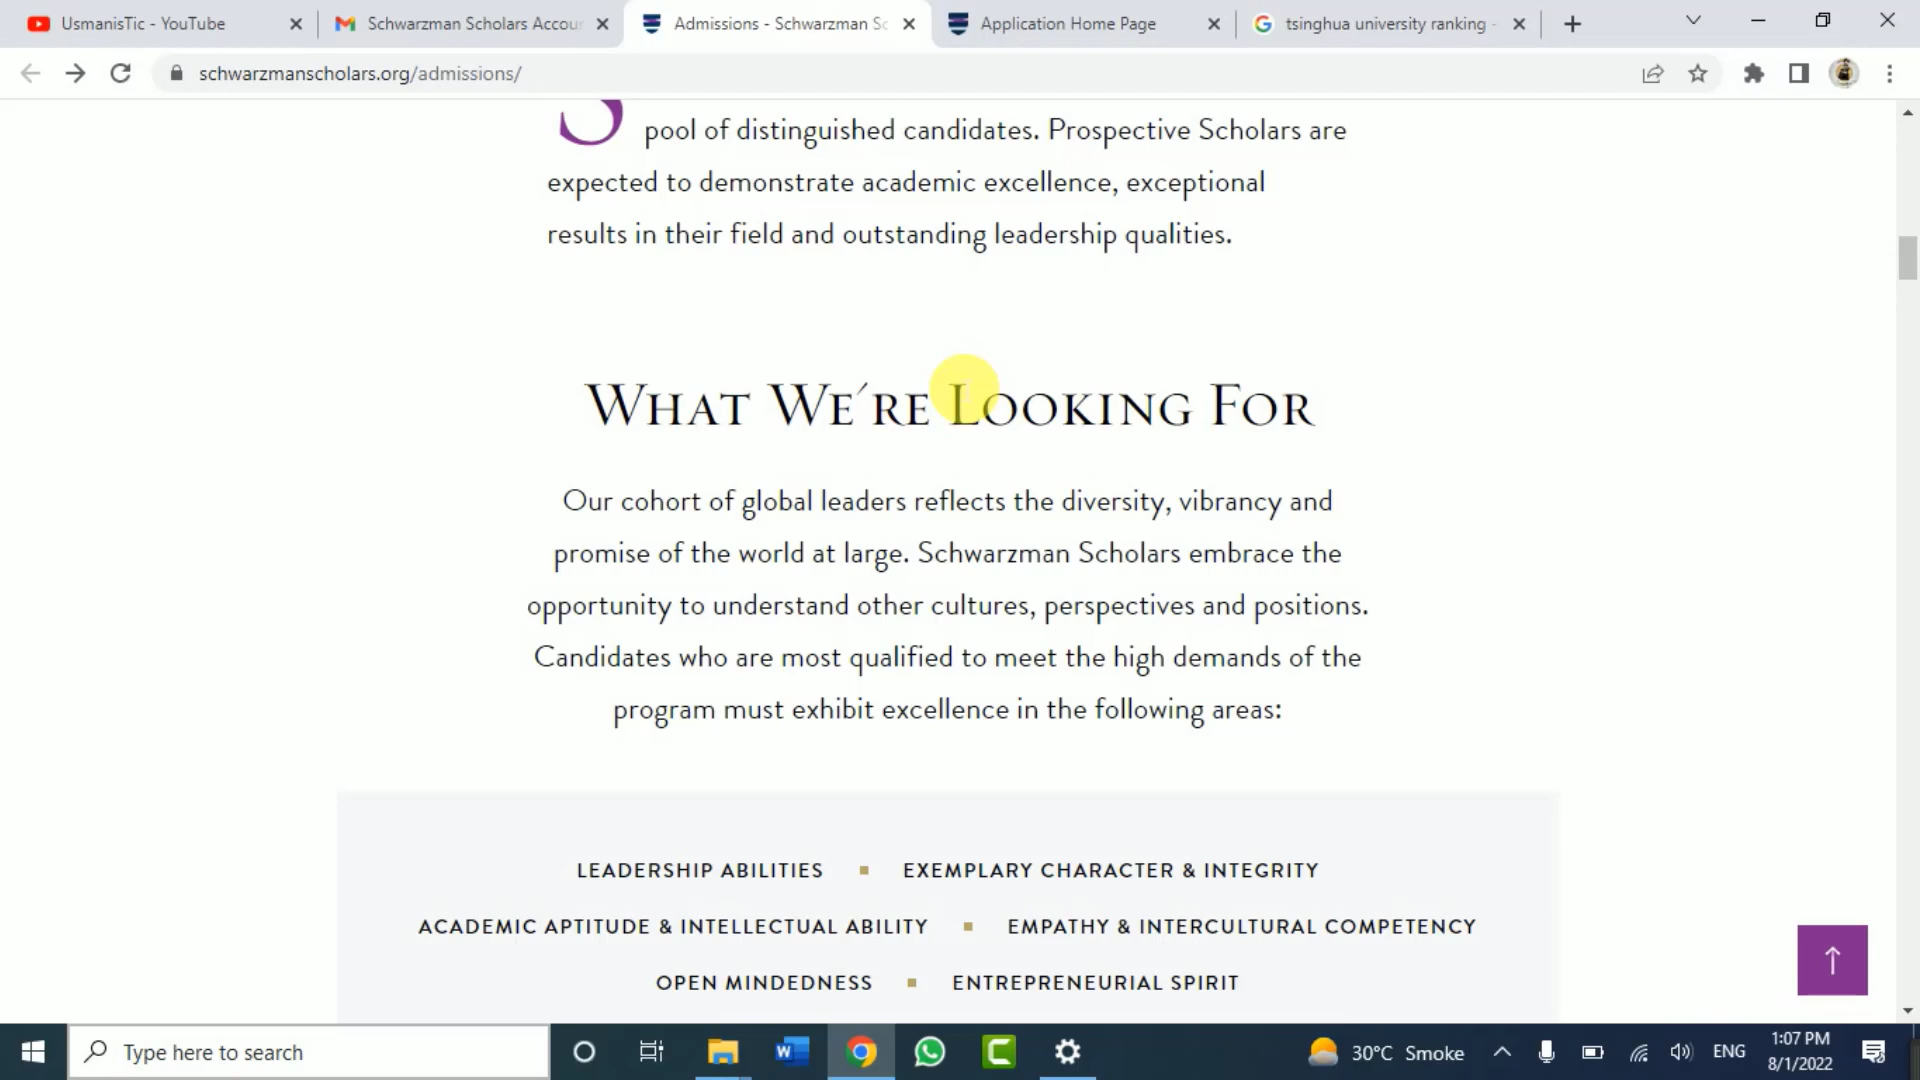 UsmanisTic - YouTube
Schwarzman Scholars Accou
Admissions - Schwarzman Sc
Application Home Page
tsinghua university ranking -
schwarzmanscholars.org/admissions/
S
pool of distinguished candidates. Prospective Scholars are
expected to demonstrate academic excellence, exceptional
results in their field and outstanding leadership qualities.
What We´re Looking For
Our cohort of global leaders reflects the diversity, vibrancy and
promise of the world at large. Schwarzman Scholars embrace the
opportunity to understand other cultures, perspectives and positions.
Candidates who are most qualified to meet the high demands of the
program must exhibit excellence in the following areas:
LEADERSHIP ABILITIES ▪ EXEMPLARY CHARACTER & INTEGRITY
ACADEMIC APTITUDE & INTELLECTUAL ABILITY ▪ EMPATHY & INTERCULTURAL COMPETENCY
OPEN MINDEDNESS ▪ ENTREPRENEURIAL SPIRIT
Type here to search
30°C Smoke
ENG
1:07 PM
8/1/2022